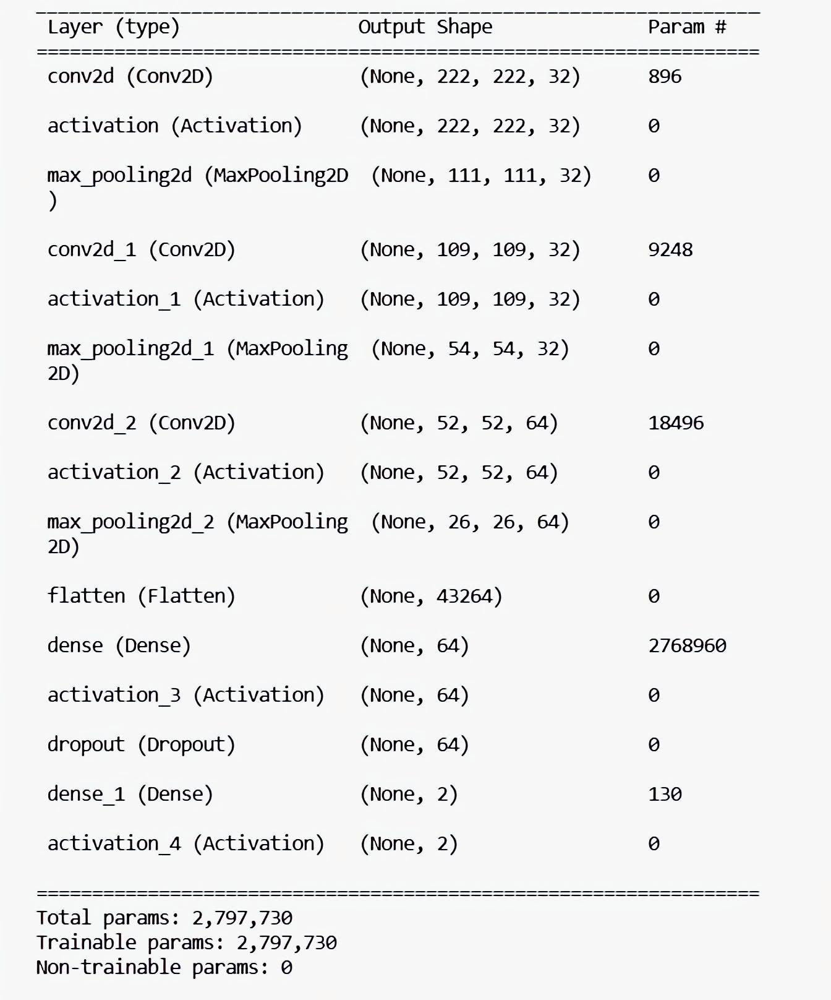 Layer (type) Output Shape Param #
conv2d (Conv2D) (None, 222, 222, 32) 896
activation (Activation) (None, 222, 222, 32) 0
max_pooling2d (MaxPooling2D (None, 111, 111, 32) 0
)
conv2d_1 (Conv2D) (None, 109, 109, 32) 9248
activation_1 (Activation) (None, 109, 109, 32) 0
max_pooling2d_1 (MaxPooling (None, 54, 54, 32) 0
2D)
conv2d_2 (Conv2D) (None, 52, 52, 64) 18496
activation_2 (Activation) (None, 52, 52, 64) 0
max_pooling2d_2 (MaxPooling (None, 26, 26, 64) 0
2D)
flatten (Flatten) (None, 43264) 0
dense (Dense) (None, 64) 2768960
activation_3 (Activation) (None, 64) 0
dropout (Dropout) (None, 64) 0
dense_1 (Dense) (None, 2) 130
activation_4 (Activation) (None, 2) 0
Total params: 2,797,730
Trainable params: 2,797,730
Non-trainable params: 0